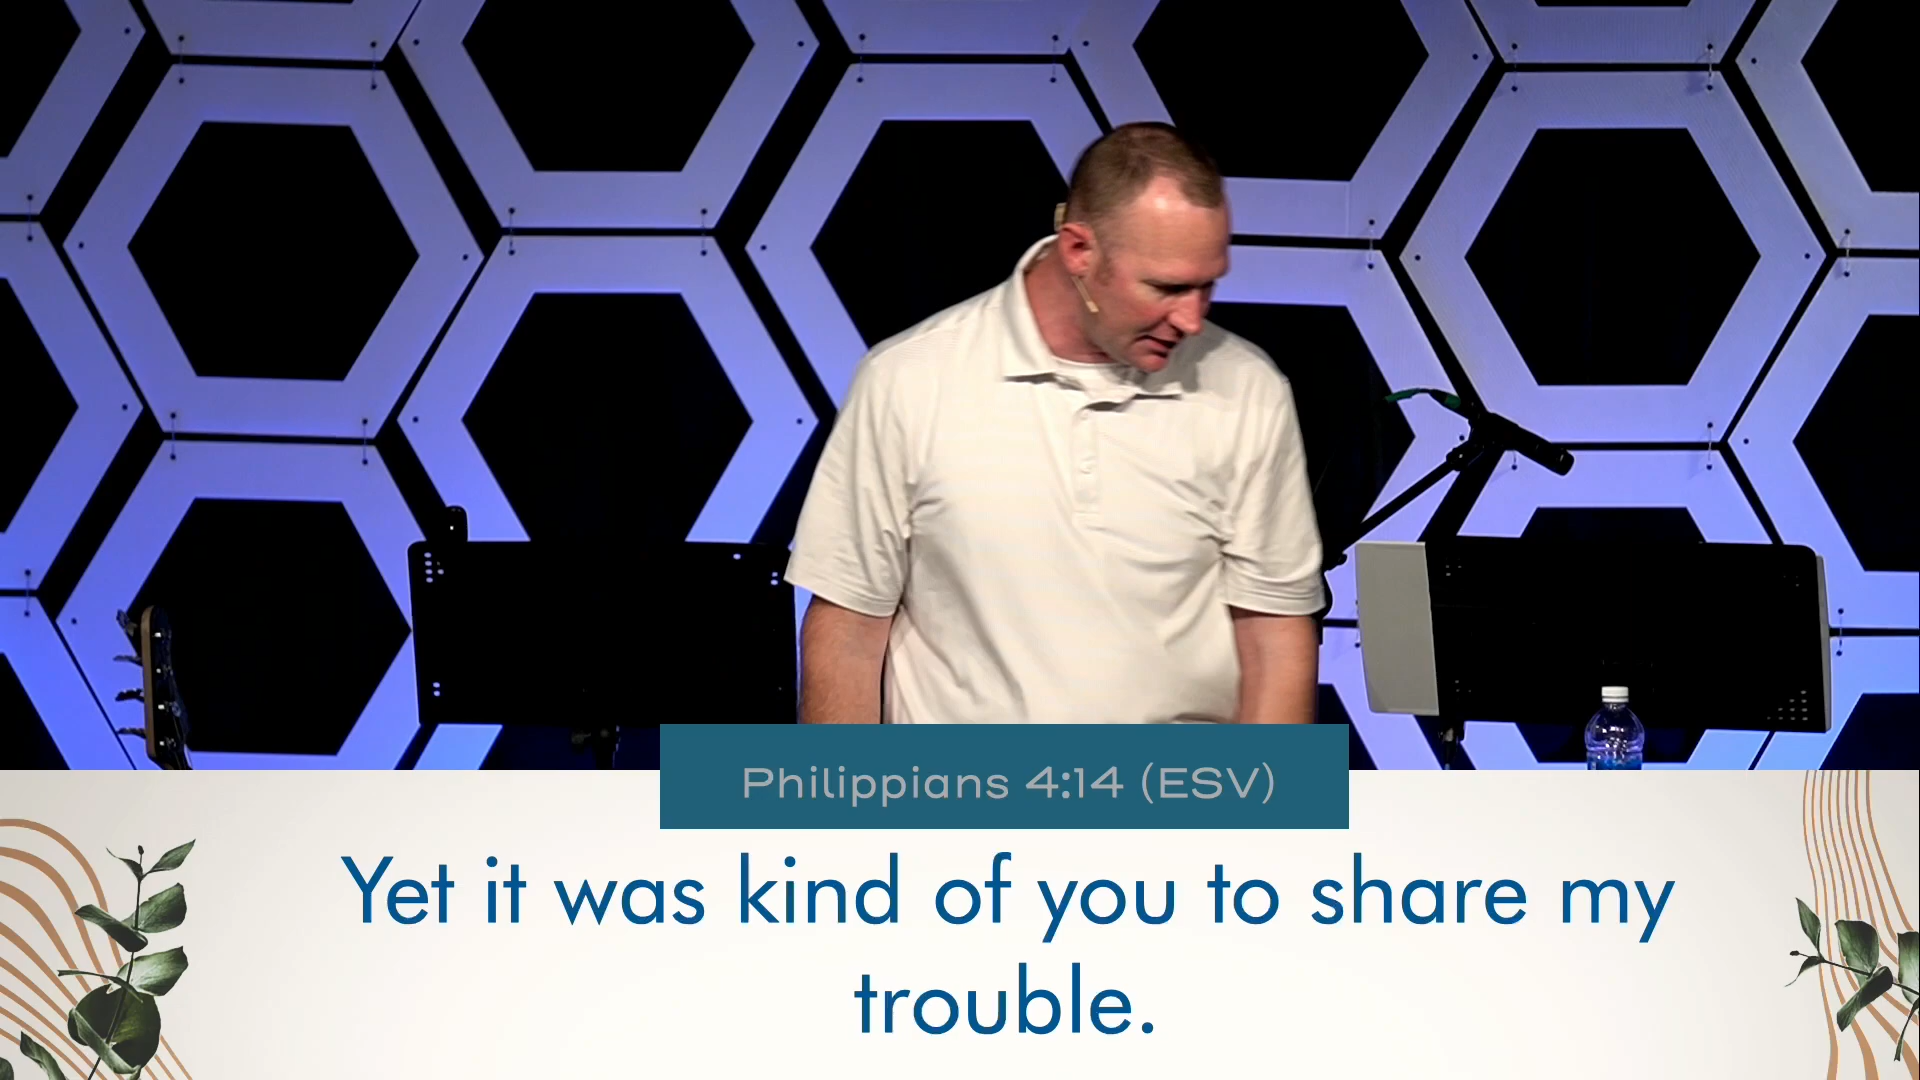 Philippians 4:14 (ESV)
Yet it was kind of you to share my
trouble.